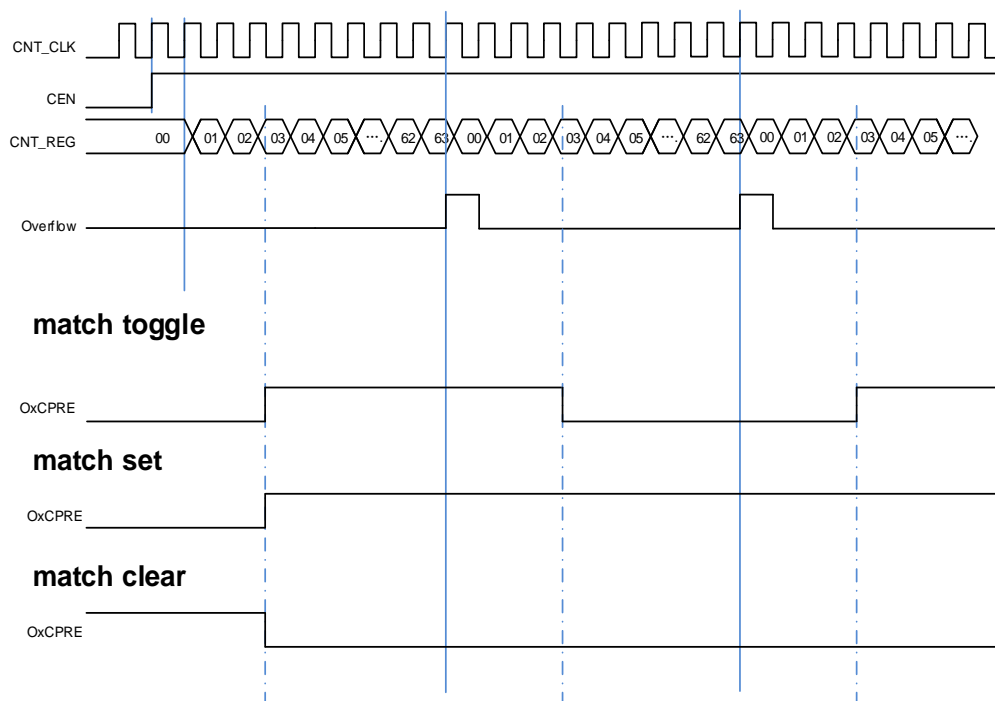 CNT_CLK
CEN
CNT_REG 00 01 02 03 04 05 .... 62 63 00 01 02 03 04 05 .... 62 63 00 01 02 03 04 05 ....
Overflow
match toggle
OxCPRE
match set
OxCPRE
match clear
OxCPRE